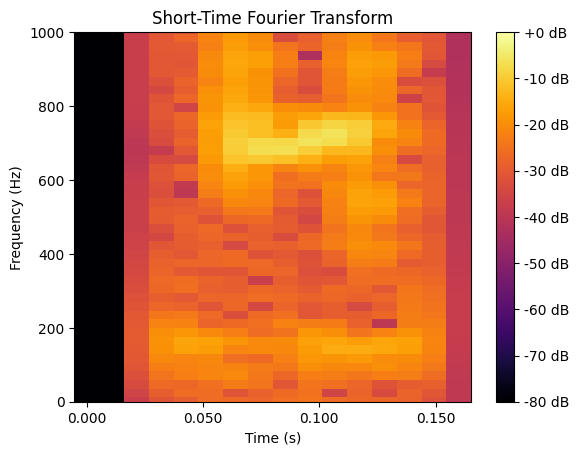 Short-Time Fourier Transform
1000
800
600
400
200
0
Frequency (Hz)
0.000
0.050
0.100
0.150
Time (s)
+0 dB
-10 dB
-20 dB
-30 dB
-40 dB
-50 dB
-60 dB
-70 dB
-80 dB